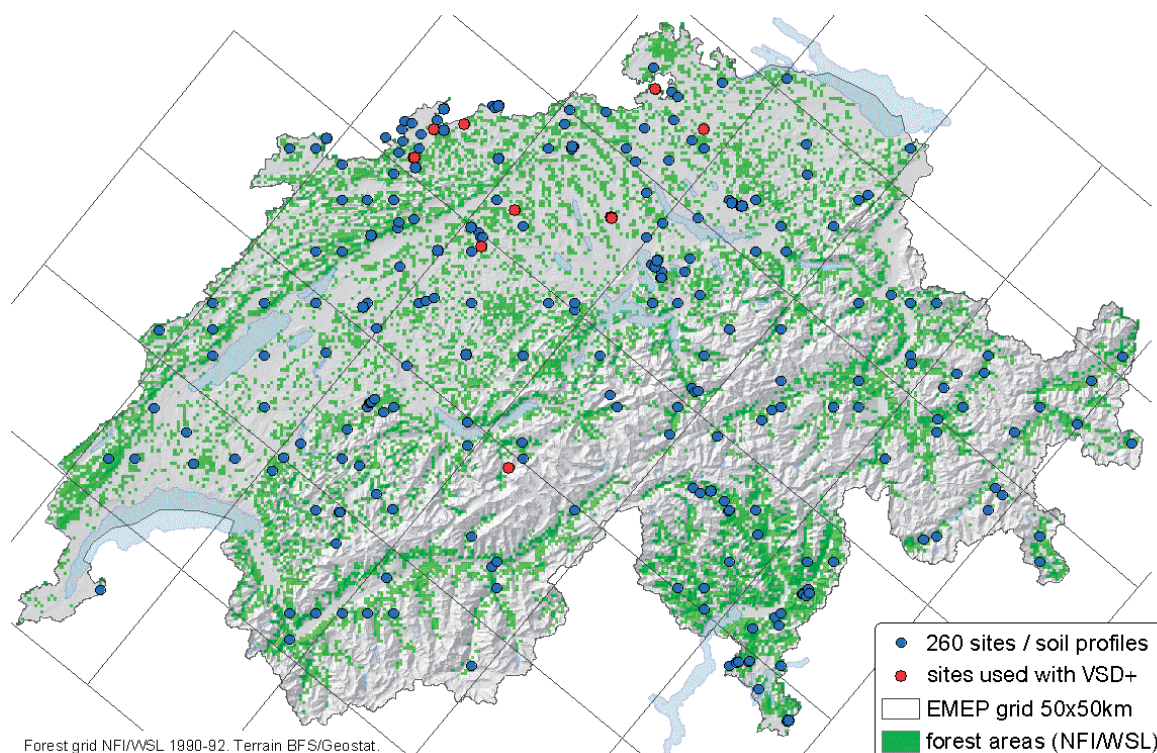 260 sites / soil profiles
sites used with VSD+
EMEP grid 50x50km
forest areas (NFI/WSL)
Forest grid NFI/WSL 1990-92. Terrain BFS/Geostat.